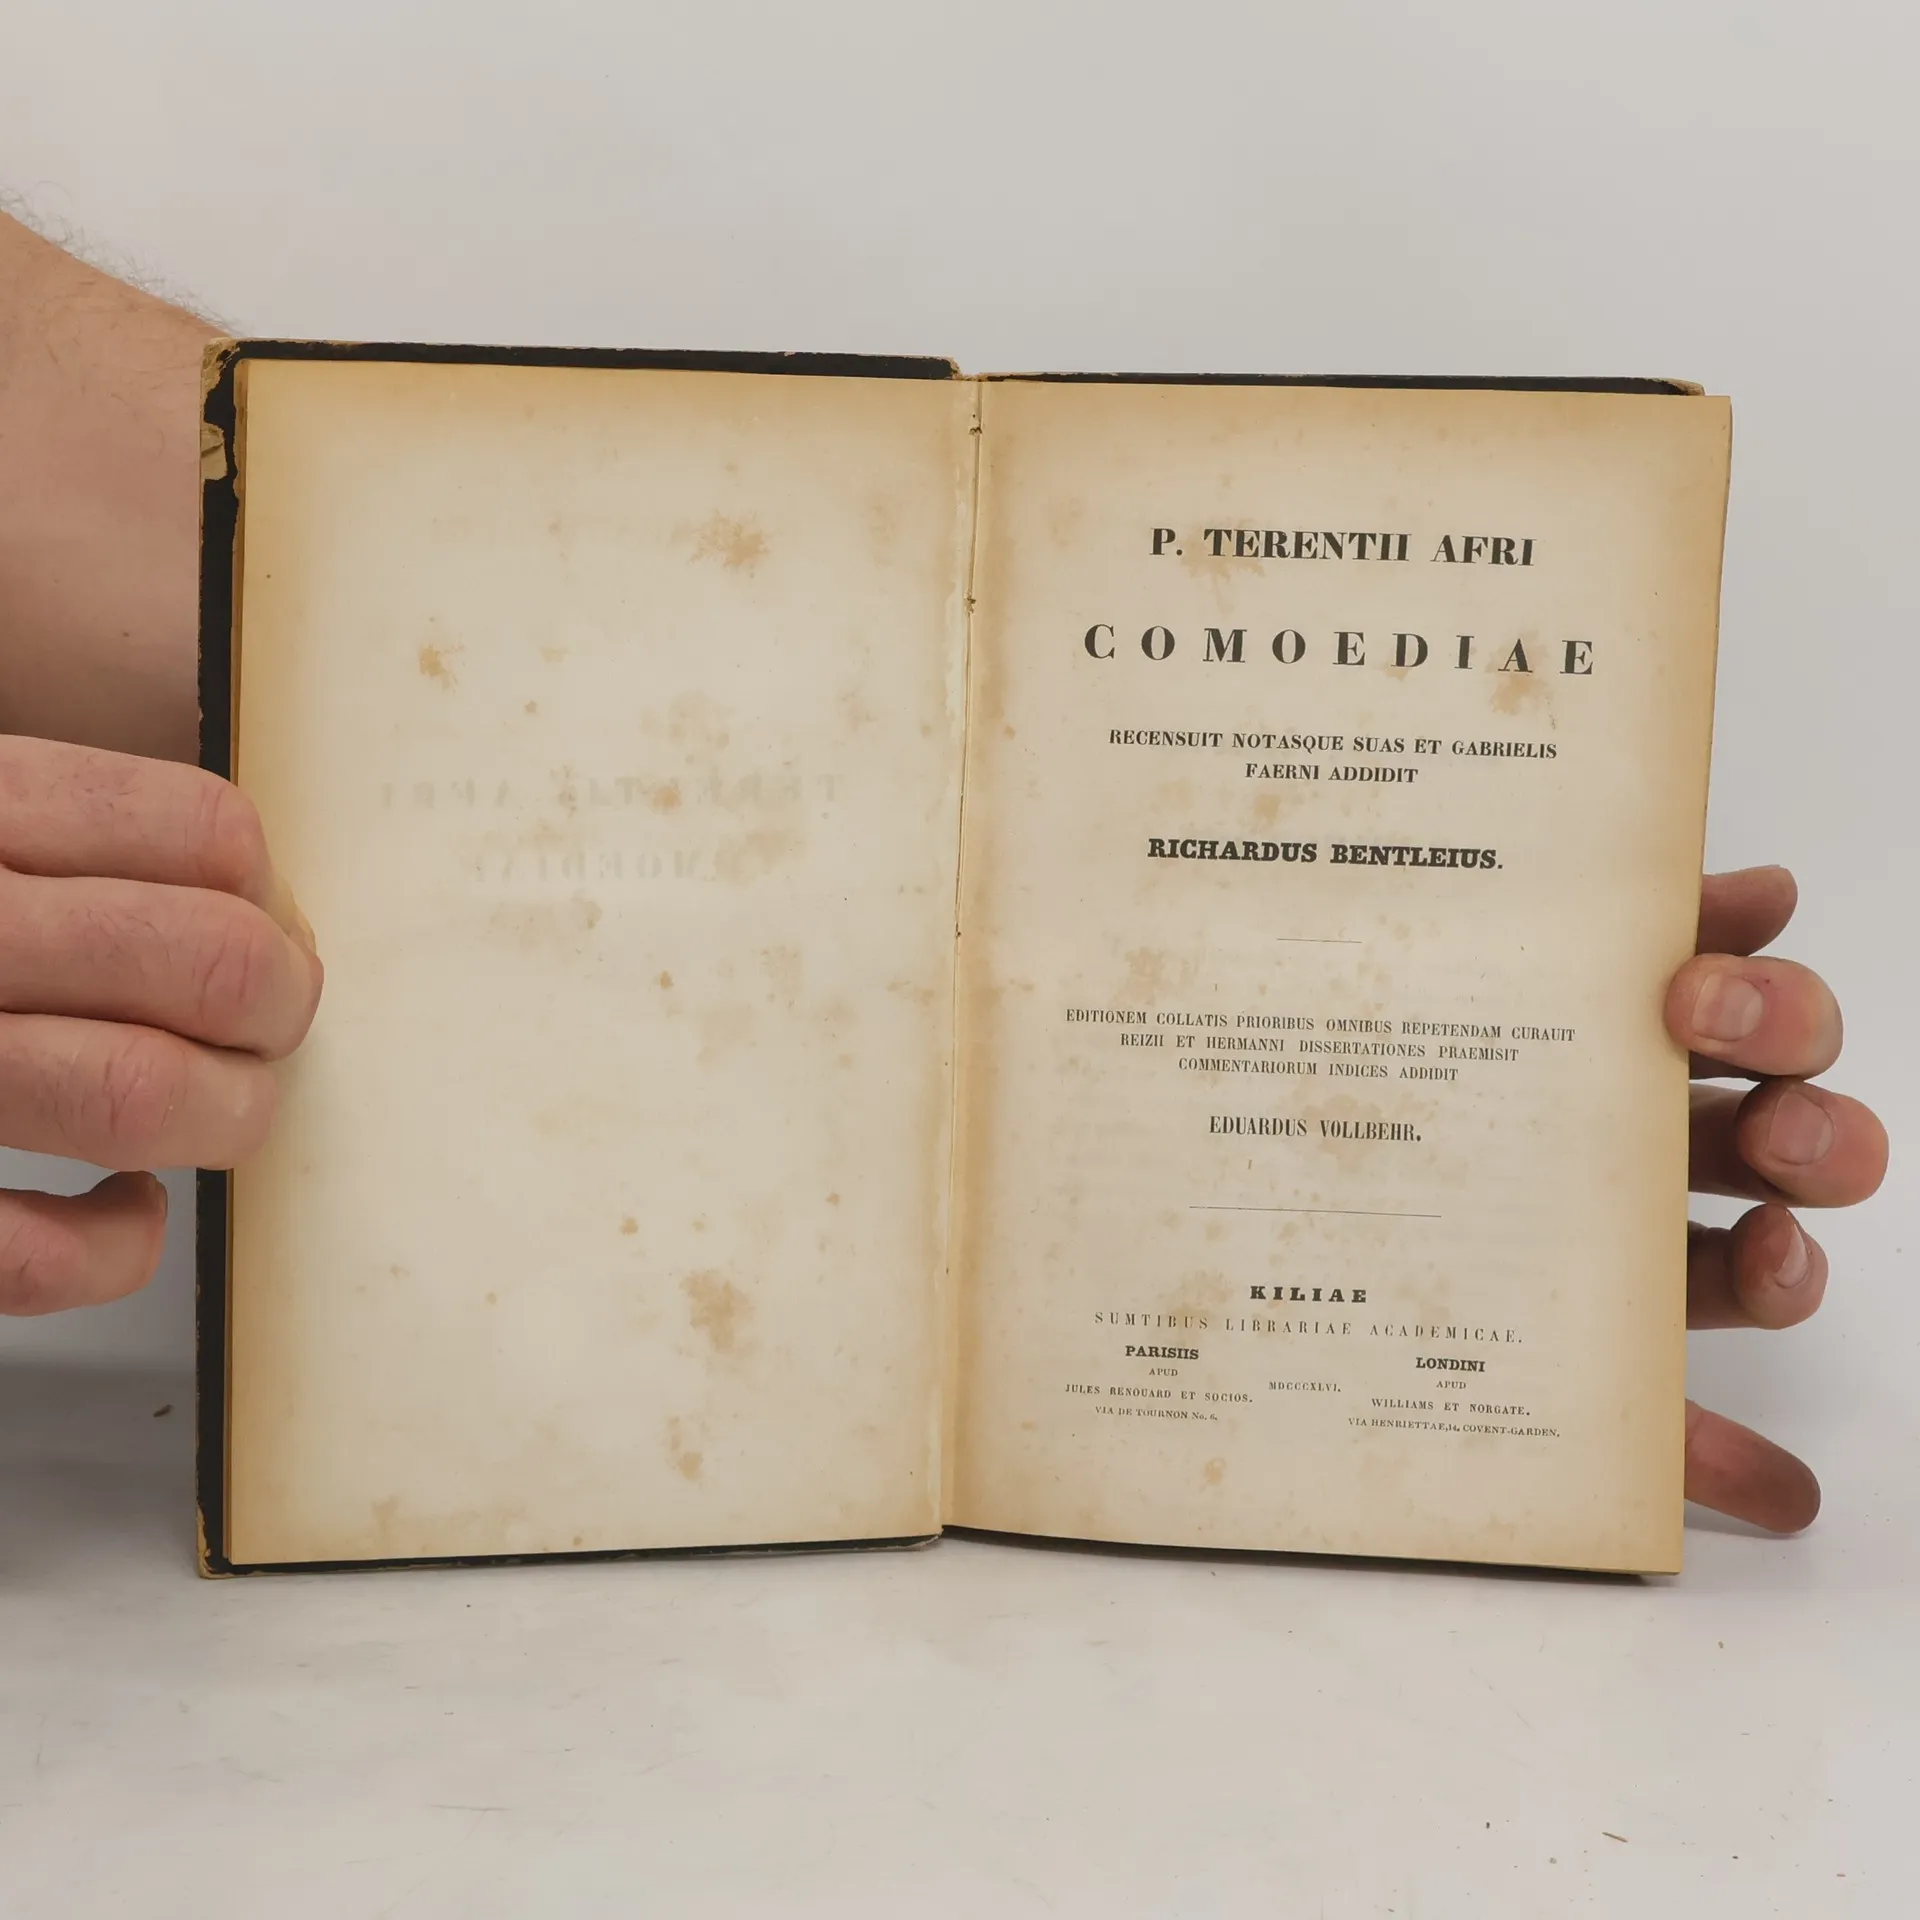 P. TERENTII AFRI
COMOEDIAE
RECENSUIT NOTASQUE SUAS ET GABRIELIS
FAERNI ADDIDIT
RICHARDUS BENTLEIUS.
EDITIONEM COLLATIS PRIORIBUS OMNIBUS REPETENDAM CURAUIT
REIZII ET HERMANNI DISSERTATIONES PRAEMISIT
COMMENTARIORUM INDICES ADDIDIT
EDUARDUS VOLLBEHR.
KILIAE
SUMTIBUS LIBRARIAE ACADEMICAE.
PARISIIS
APUD
JULES RENOUARD ET SOCIOS.
VIA DE TOURNON No. 6.
MDCCCXLVI.
LONDINI
APUD
WILLIAMS ET NORGATE.
VIA HENRIETTAE,14, COVENT-GARDEN.